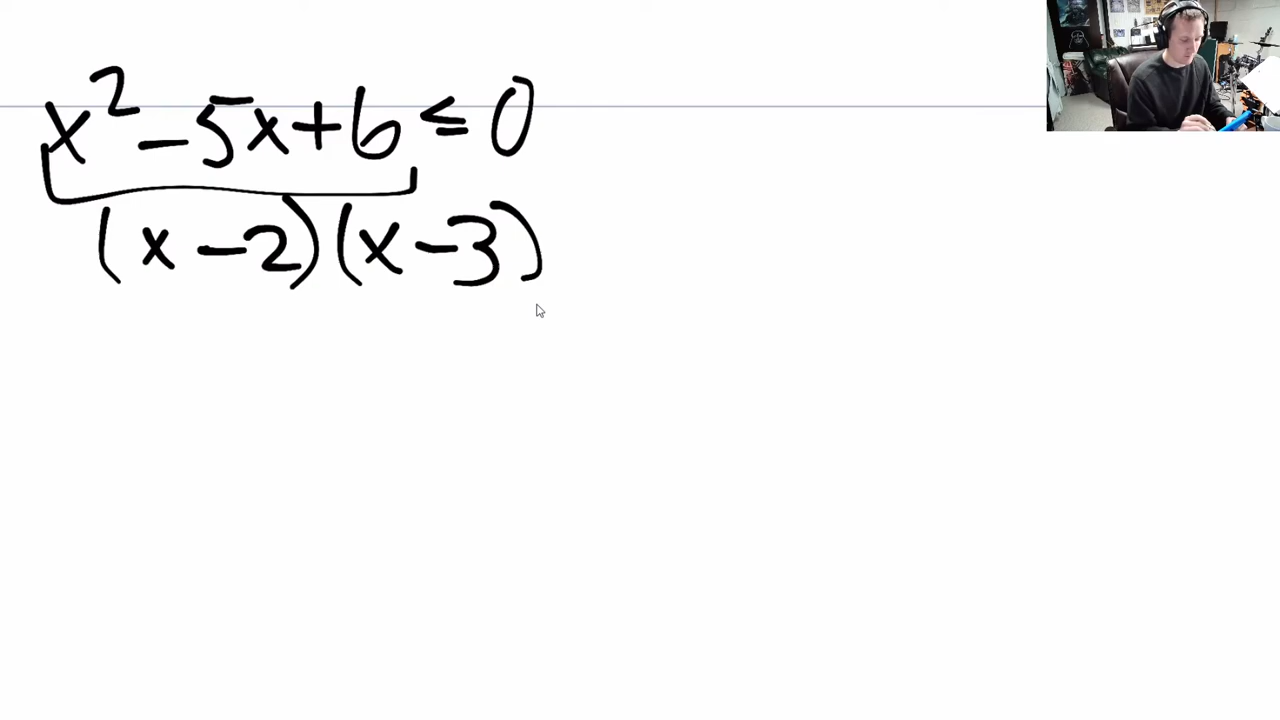 x² - 5x + 6 ≤ 0
(x - 2)(x - 3)